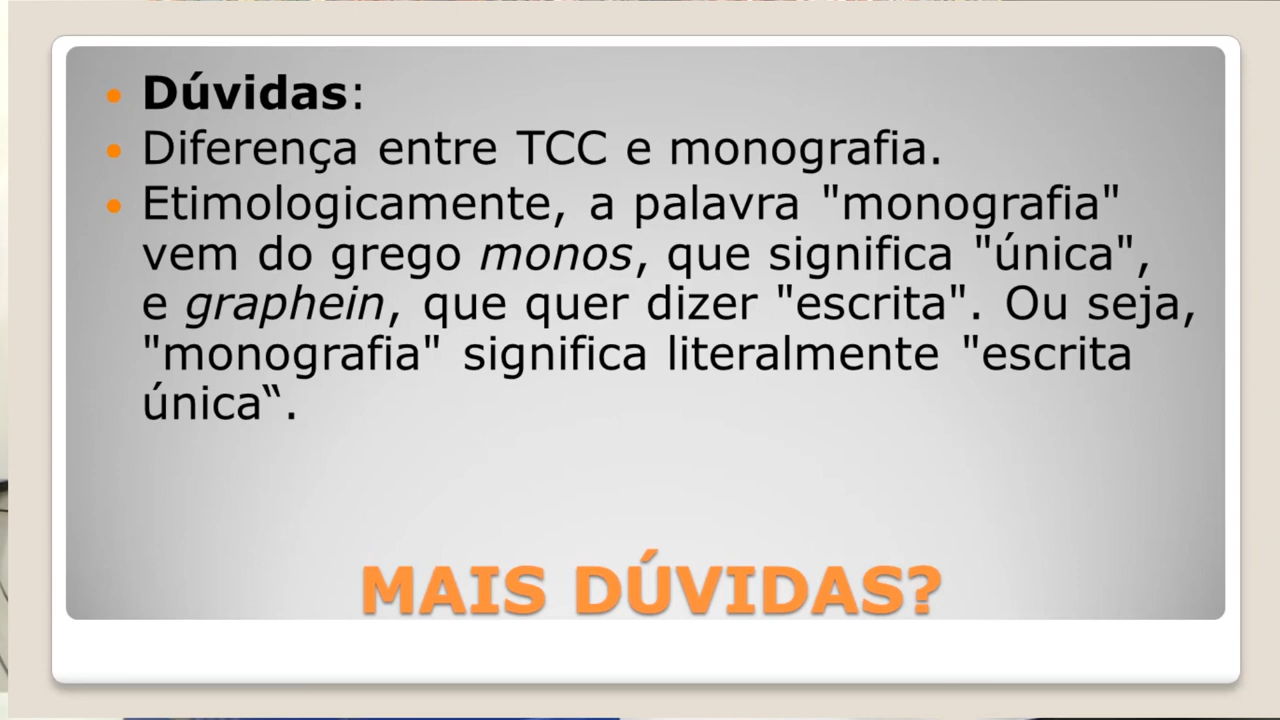 Dúvidas:
Diferença entre TCC e monografia.
Etimologicamente, a palavra "monografia"
vem do grego monos, que significa "única",
e graphein, que quer dizer "escrita". Ou seja,
"monografia" significa literalmente "escrita
única“.
MAIS DÚVIDAS?